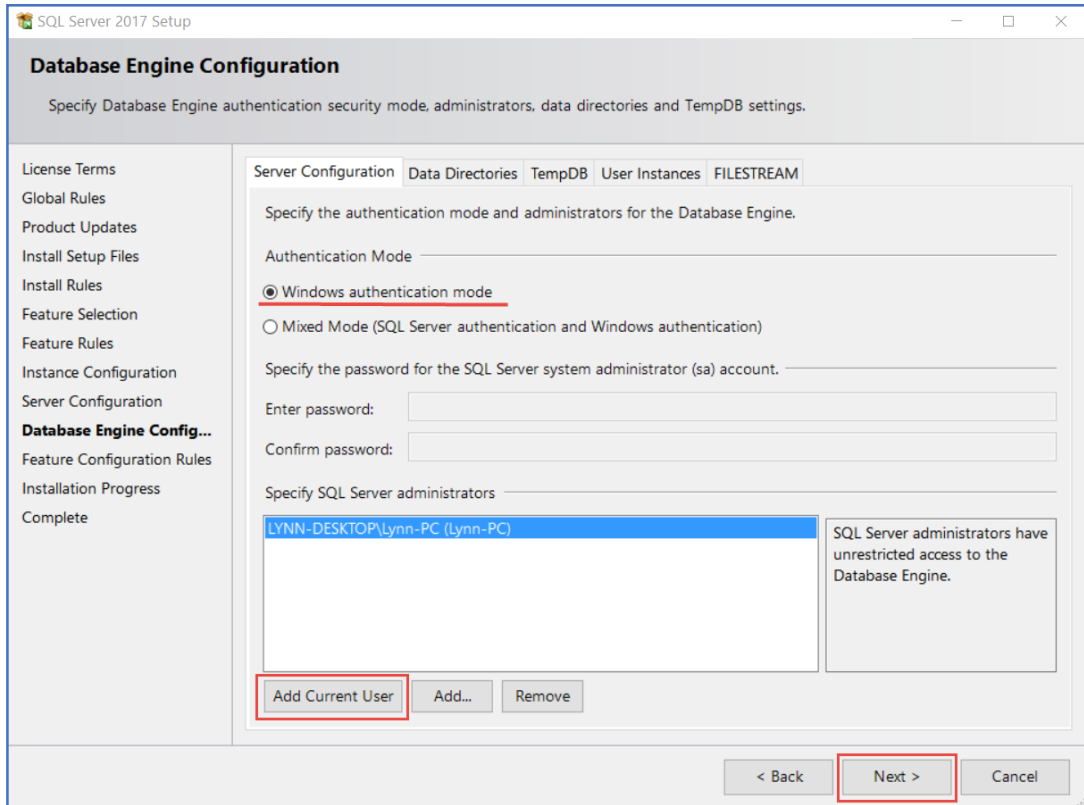 SQL Server 2017 Setup
Database Engine Configuration
Specify Database Engine authentication security mode, administrators, data directories and TempDB settings.
License Terms
Global Rules
Product Updates
Install Setup Files
Install Rules
Feature Selection
Feature Rules
Instance Configuration
Server Configuration
Database Engine Config...
Feature Configuration Rules
Installation Progress
Complete
Server Configuration Data Directories TempDB User Instances FILESTREAM
Specify the authentication mode and administrators for the Database Engine.
Authentication Mode
Windows authentication mode
Mixed Mode (SQL Server authentication and Windows authentication)
Specify the password for the SQL Server system administrator (sa) account.
Enter password:
Confirm password:
Specify SQL Server administrators
LYNN-DESKTOP\Lynn-PC (Lynn-PC)
SQL Server administrators have
unrestricted access to the
Database Engine.
Add Current User Add... Remove
< Back Next > Cancel